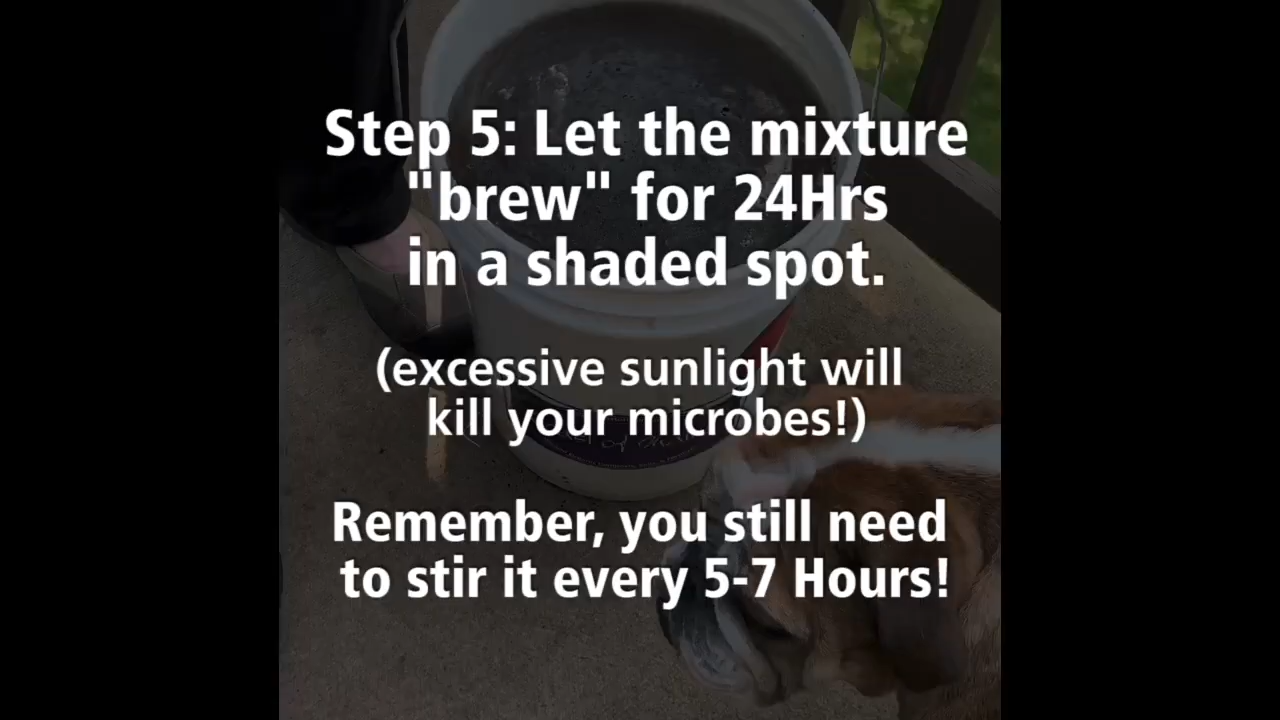 Step 5: Let the mixture
"brew" for 24Hrs
in a shaded spot.
(excessive sunlight will
kill your microbes!)
Remember, you still need
to stir it every 5-7 Hours!